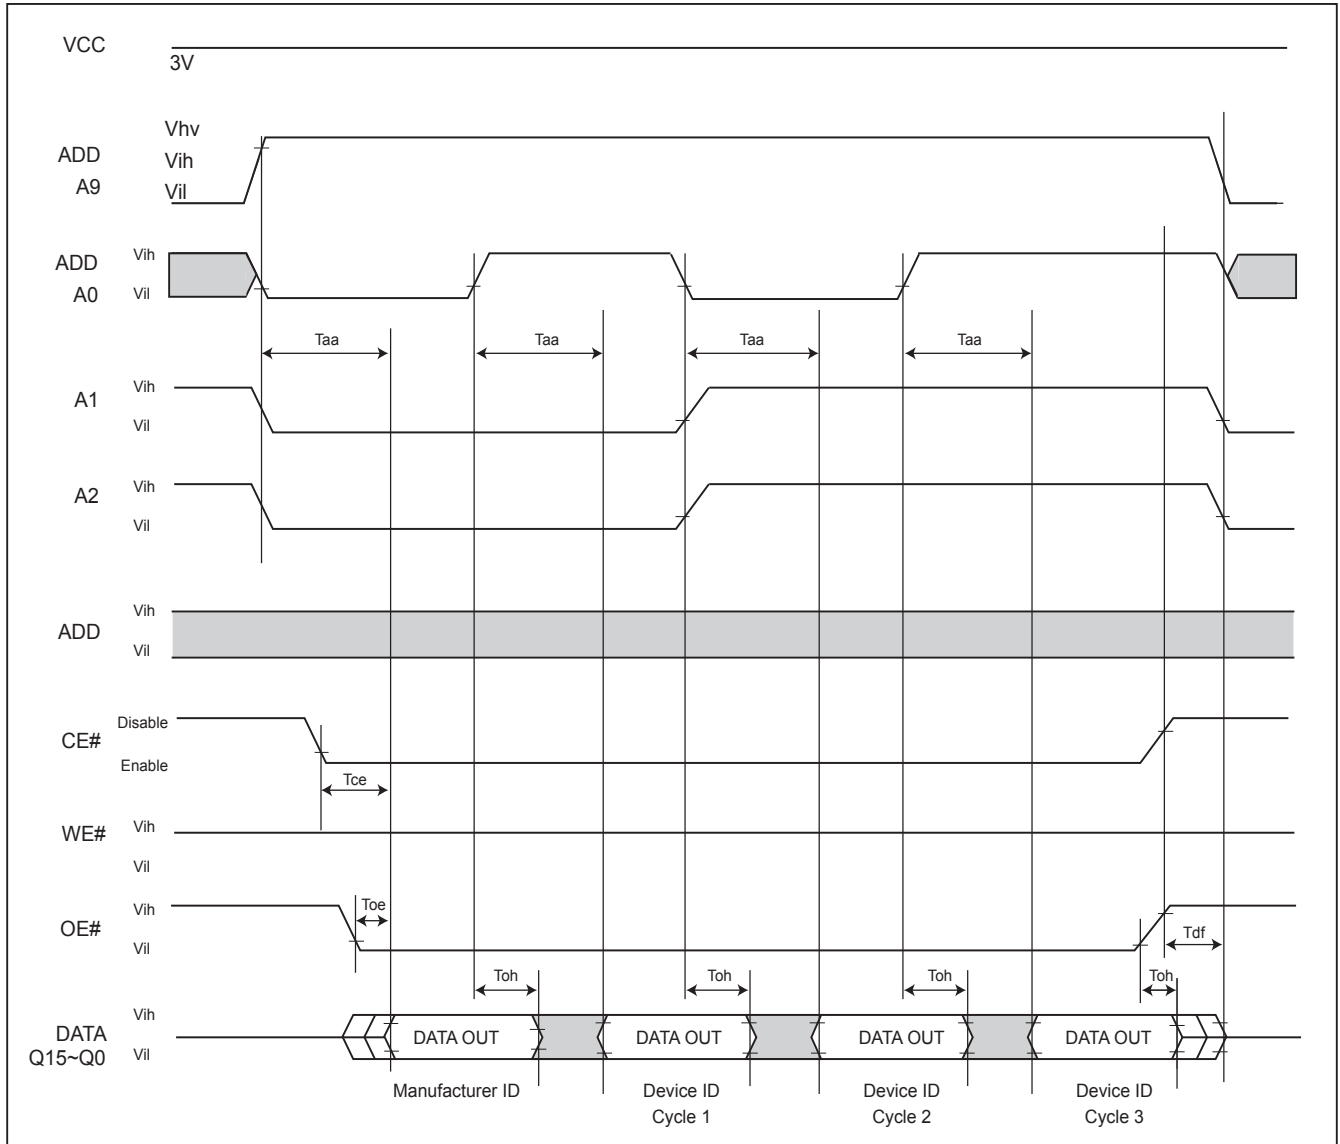 VCC
3V
Vhv
ADD
Vih
A9
Vil
Vih
ADD
A0
Vil
Taa
Taa
Taa
Taa
Vih
A1
Vil
Vih
A2
Vil
Vih
ADD
Vil
Disable
CE#
Enable
Tce
WE#
Vih
Vil
Toe
Vih
OE#
Vil
Tdf
Toh
Toh
Toh
Toh
Vih
DATA
Q15~Q0
Vil
DATA OUT
DATA OUT
DATA OUT
DATA OUT
Manufacturer ID
Device ID
Cycle 1
Device ID
Cycle 2
Device ID
Cycle 3